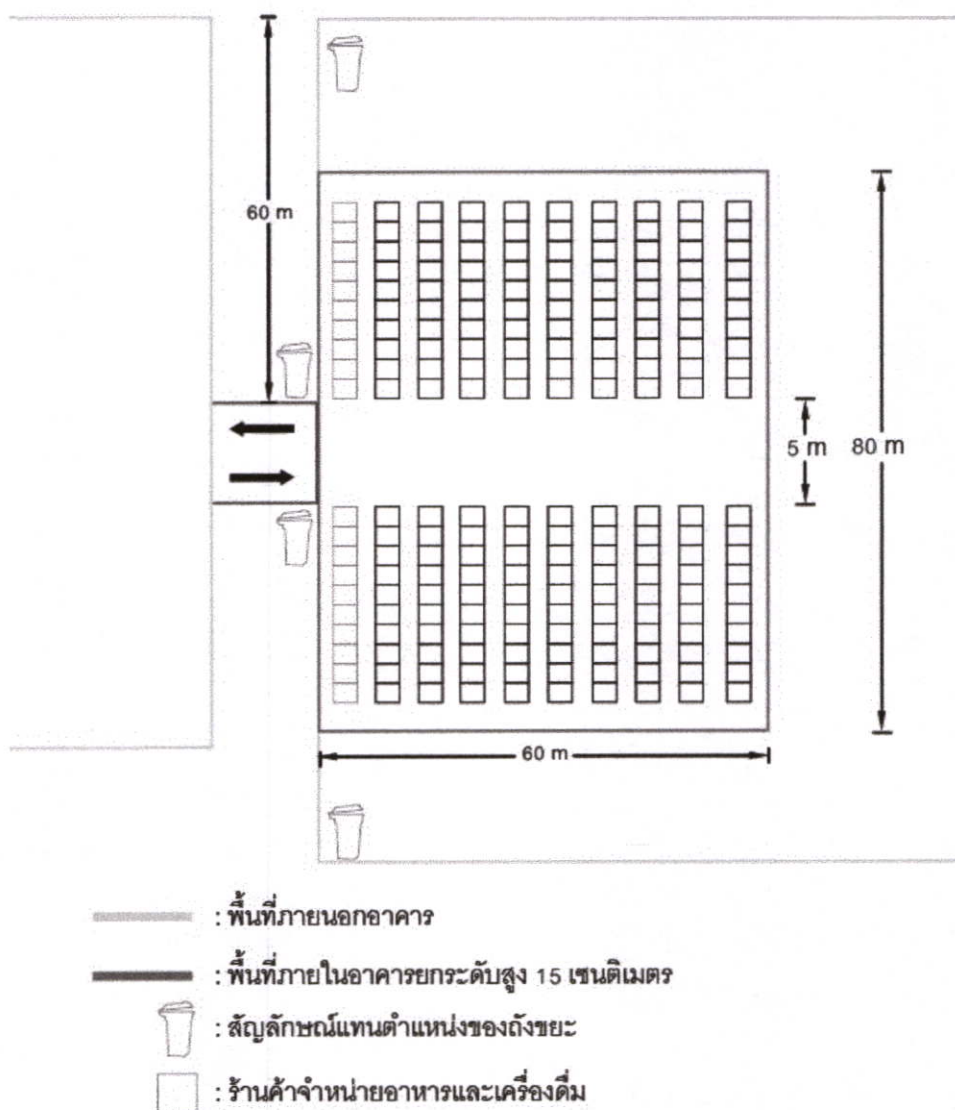 60 m
5 m
80 m
60 m
: พื้นที่ภายนอกอาคาร
: พื้นที่ภายในอาคารยกระดับสูง 15 เซนติเมตร
: สัญลักษณ์แทนตำแหน่งของถังขยะ
: ร้านค้าจำหน่ายอาหารและเครื่องดื่ม